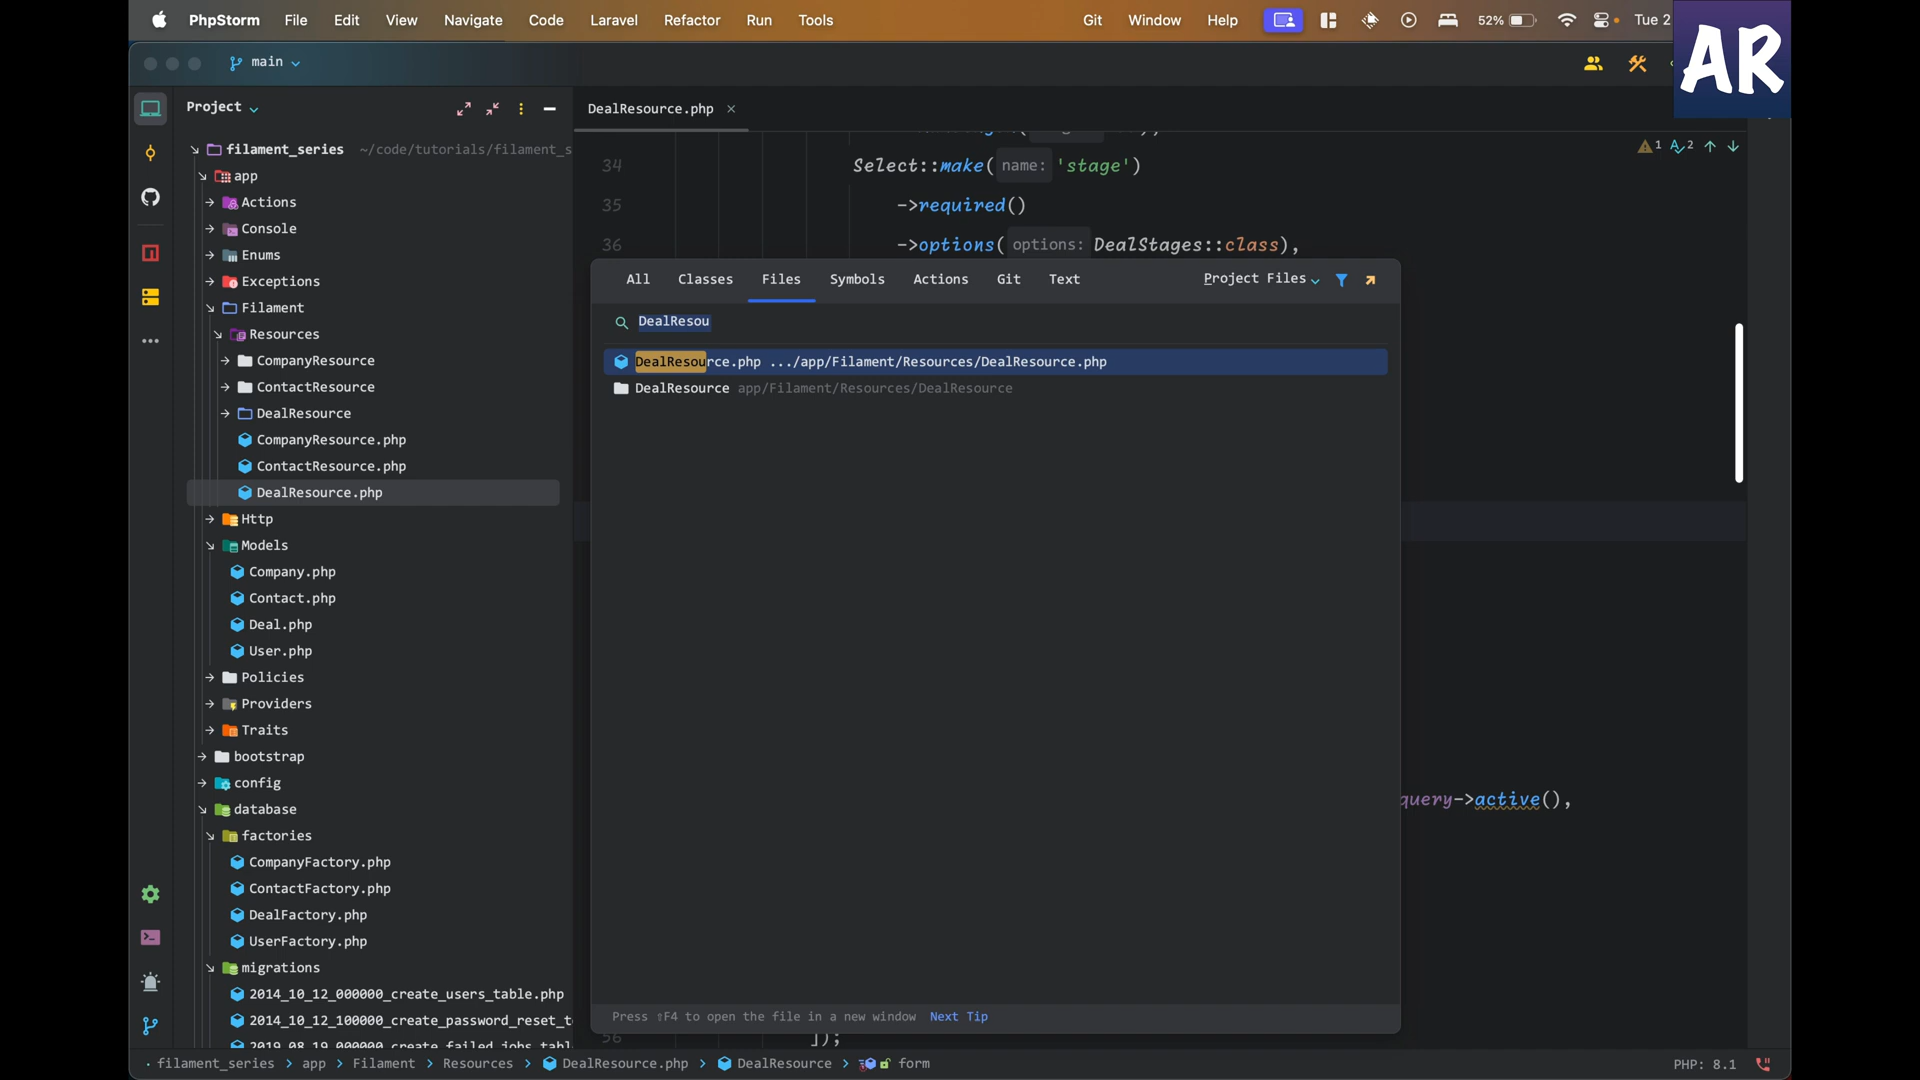 PhpStorm File Edit View Navigate Code Laravel Refactor Run Tools Git Window Help 52% Tue 2
AR
main
Project
DealResource.php
filament_series ~/code/tutorials/filament_s
app
Actions
Console
Enums
Exceptions
Filament
Resources
CompanyResource
ContactResource
DealResource
CompanyResource.php
ContactResource.php
DealResource.php
Http
Models
Company.php
Contact.php
Deal.php
User.php
Policies
Providers
Traits
bootstrap
config
database
factories
CompanyFactory.php
ContactFactory.php
DealFactory.php
UserFactory.php
migrations
2014_10_12_000000_create_users_table.php
2014_10_12_100000_create_password_reset_to
2019_08_19_000000_create_failed_jobs_tabl
1 2
34 Select::make( name: 'stage')
35 ->required()
36 ->options( options: DealStages::class),
All Classes Files Symbols Actions Git Text Project Files
DealResou
DealResource.php .../app/Filament/Resources/DealResource.php
DealResource app/Filament/Resources/DealResource
query->active(),
Press ⇧F4 to open the file in a new window Next Tip
56 ]);
filament_series > app > Filament > Resources > DealResource.php > DealResource > form
PHP: 8.1